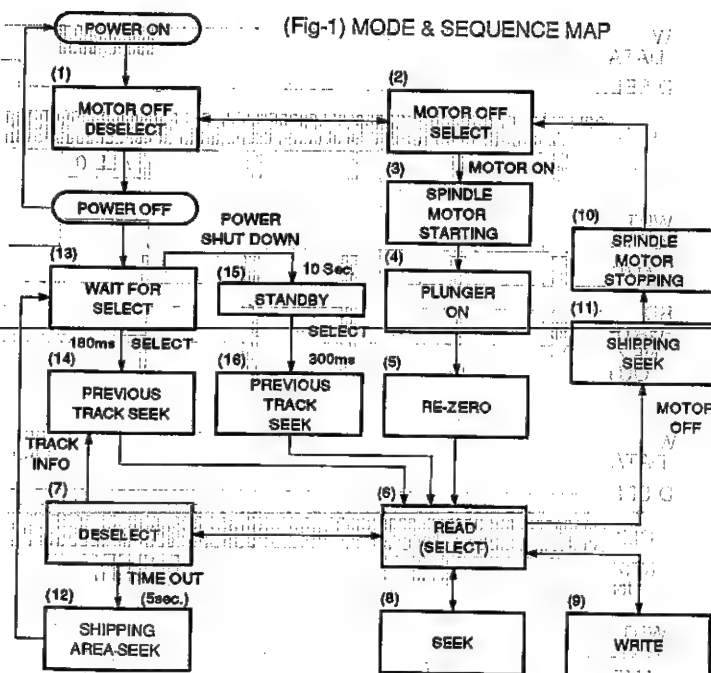 (Fig-1) MODE & SEQUENCE MAP
POWER ON
(1)
MOTOR OFF
DESELECT
(2)
MOTOR OFF
SELECT
MOTOR ON
(3)
SPINDLE
MOTOR
STARTING
POWER OFF
POWER
SHUT DOWN
(10)
SPINDLE
MOTOR
STOPPING
(13)
WAIT FOR
SELECT
10 Sec.
(15)
STANDBY
(4)
PLUNGER
ON
(11)
SHIPPING
SEEK
180ms SELECT
(14)
PREVIOUS
TRACK SEEK
SELECT
300ms
(16)
PREVIOUS
TRACK
SEEK
(5)
RE-ZERO
MOTOR
OFF
TRACK
INFO
(7)
DESELECT
(6)
READ
(SELECT)
TIME OUT
(5sec.)
(12)
SHIPPING
AREA-SEEK
(8)
SEEK
(9)
WRITE